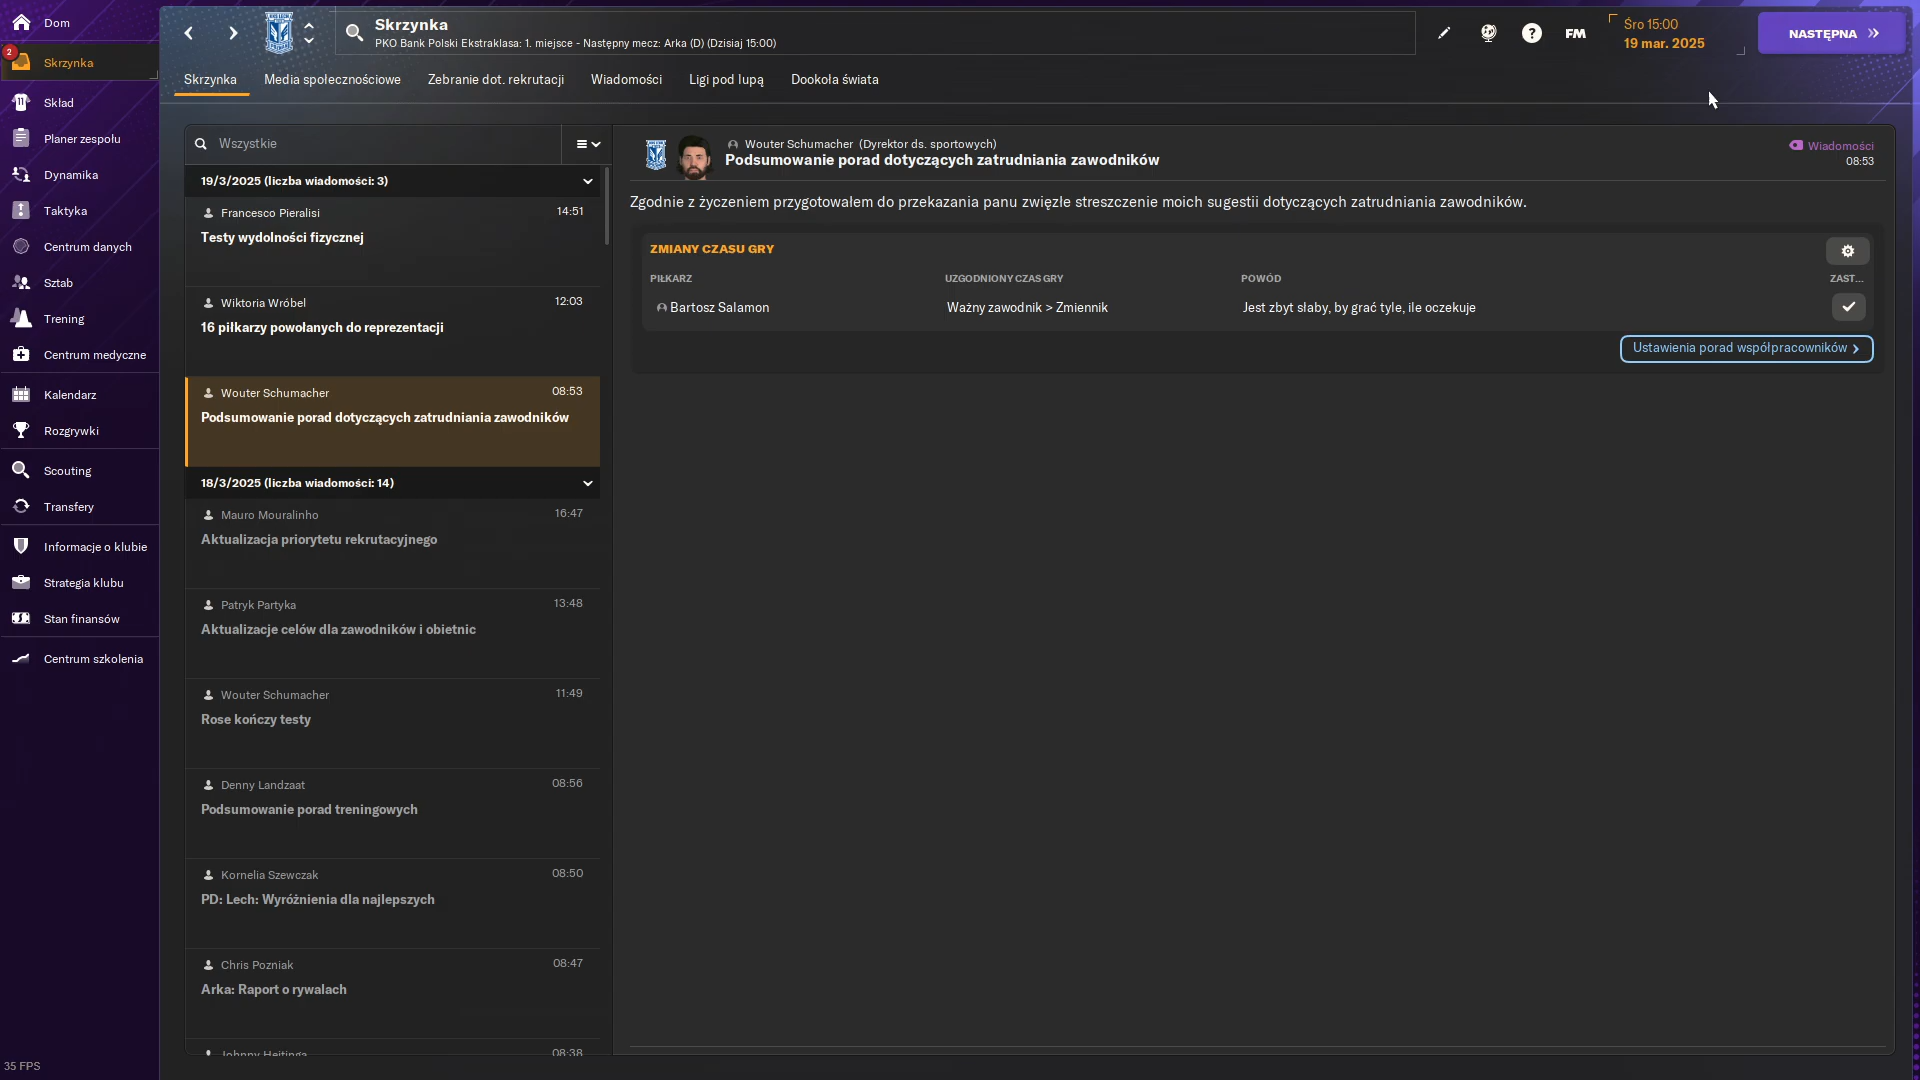 Dom
2
Skrzynka
Skład
Planer zespołu
Dynamika
Taktyka
Centrum danych
Sztab
Trening
Centrum medyczne
Kalendarz
Rozgrywki
Scouting
Transfery
Informacje o klubie
Strategia klubu
Stan finansów
Centrum szkolenia
35 FPS
Skrzynka
PKO Bank Polski Ekstraklasa: 1. miejsce - Następny mecz: Arka (D) (Dzisiaj 15:00)
FM
Śro 15:00
19 mar. 2025
NASTĘPNA
Skrzynka
Media społecznościowe
Zebranie dot. rekrutacji
Wiadomości
Ligi pod lupą
Dookoła świata
Wszystkie
19/3/2025 (liczba wiadomości: 3)
Francesco Pieralisi 14:51
Testy wydolności fizycznej
Wiktoria Wróbel 12:03
16 piłkarzy powołanych do reprezentacji
Wouter Schumacher 08:53
Podsumowanie porad dotyczących zatrudniania zawodników
18/3/2025 (liczba wiadomości: 14)
Mauro Mouralinho 16:47
Aktualizacja priorytetu rekrutacyjnego
Patryk Partyka 13:48
Aktualizacje celów dla zawodników i obietnic
Wouter Schumacher 11:49
Rose kończy testy
Denny Landzaat 08:56
Podsumowanie porad treningowych
Kornelia Szewczak 08:50
PD: Lech: Wyróżnienia dla najlepszych
Chris Pozniak 08:47
Arka: Raport o rywalach
Johnny Heitinga 08:38
Wouter Schumacher (Dyrektor ds. sportowych)
Podsumowanie porad dotyczących zatrudniania zawodników
Wiadomości
08:53
Zgodnie z życzeniem przygotowałem do przekazania panu zwięzłe streszczenie moich sugestii dotyczących zatrudniania zawodników.
ZMIANY CZASU GRY
PIŁKARZ UZGODNIONY CZAS GRY POWÓD ZAST...
Bartosz Salamon Ważny zawodnik > Zmiennik Jest zbyt słaby, by grać tyle, ile oczekuje
Ustawienia porad współpracowników